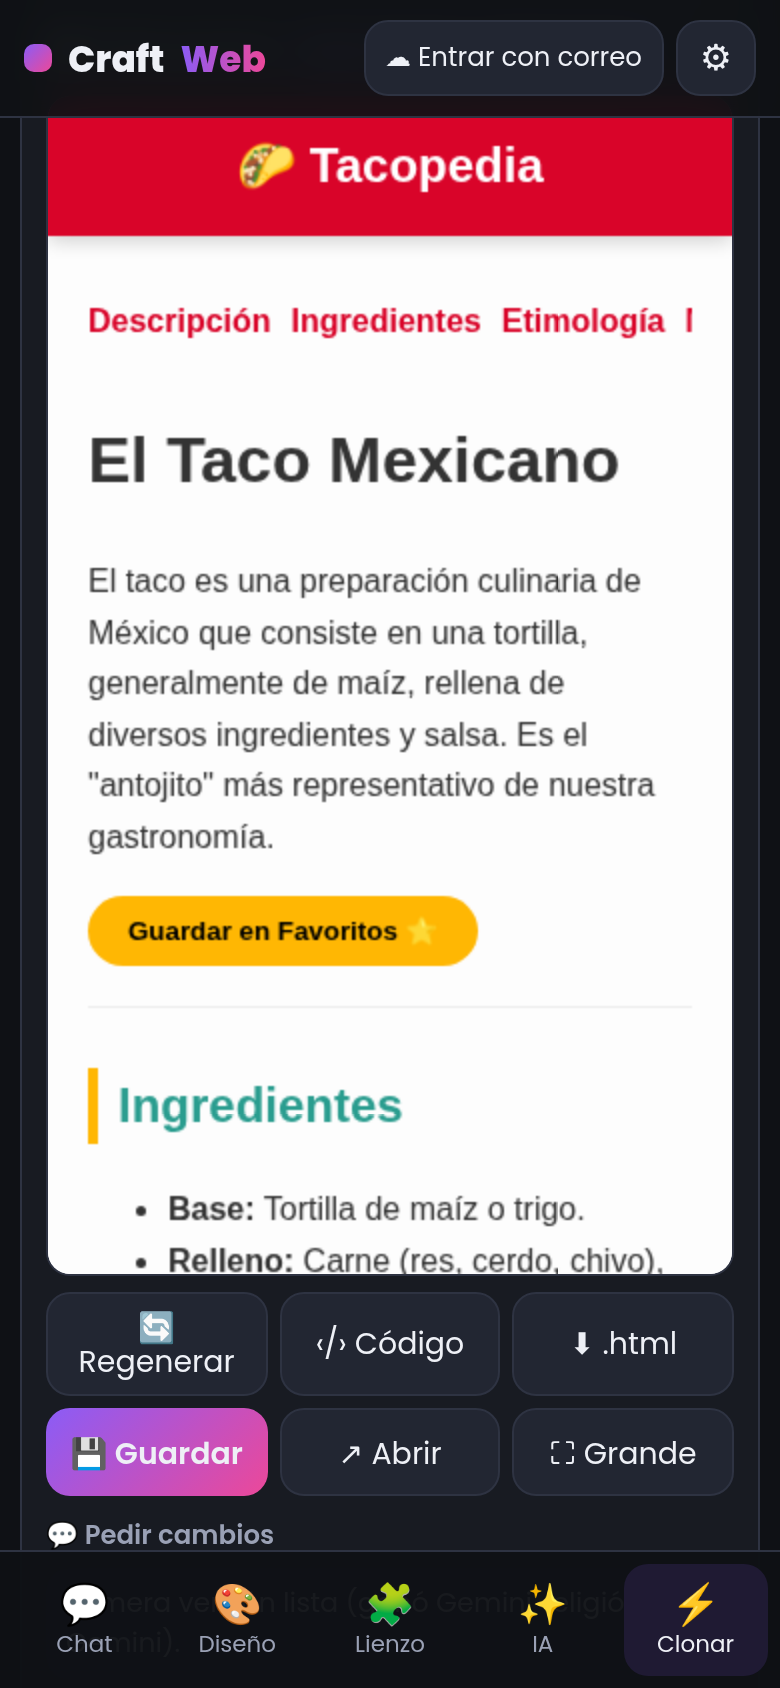 Craft Web
☁ Entrar con correo
⚙
🌮 Tacopedia
Descripción Ingredientes Etimología
El Taco Mexicano
El taco es una preparación culinaria de
México que consiste en una tortilla,
generalmente de maíz, rellena de
diversos ingredientes y salsa. Es el
"antojito" más representativo de nuestra
gastronomía.
Guardar en Favoritos ⭐
Ingredientes
• Base: Tortilla de maíz o trigo.
• Relleno: Carne (res, cerdo, chivo),
🔄
Regenerar
‹/› Código
⬇ .html
💾 Guardar
↗ Abrir
⛶ Grande
💬 Pedir cambios
💬 🎨 🧩 ✨ ⚡
Chat Diseño Lienzo IA Clonar